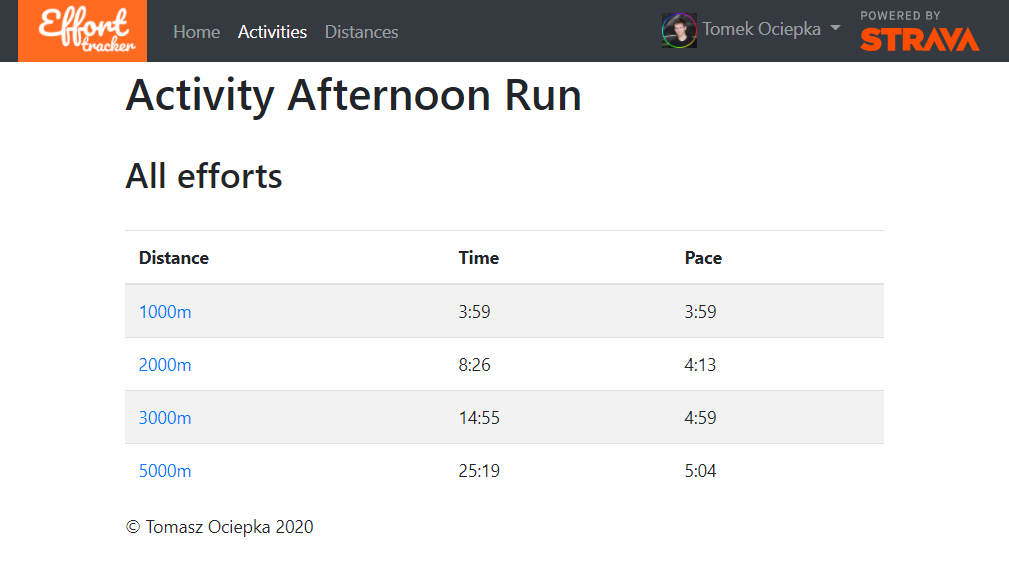 Effort
tracker
Home Activities Distances
Tomek Ociepka
POWERED BY
STRAVA
Activity Afternoon Run
All efforts
Distance Time Pace
1000m 3:59 3:59
2000m 8:26 4:13
3000m 14:55 4:59
5000m 25:19 5:04
© Tomasz Ociepka 2020